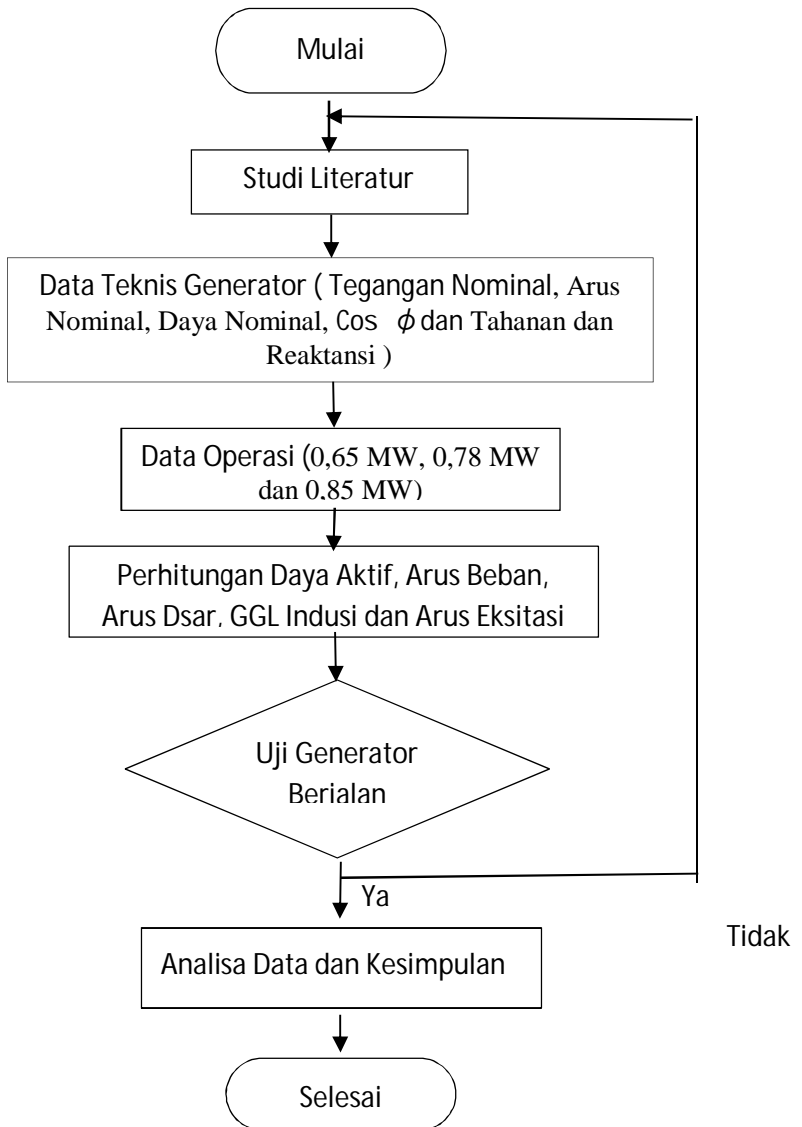 Mulai
Studi Literatur
Data Teknis Generator ( Tegangan Nominal, Arus
Nominal, Daya Nominal, Cos ϕ dan Tahanan dan
Reaktansi )
Data Operasi (0,65 MW, 0,78 MW
dan 0,85 MW)
Perhitungan Daya Aktif, Arus Beban,
Arus Dsar, GGL Indusi dan Arus Eksitasi
Uji Generator
Berjalan
Ya
Tidak
Analisa Data dan Kesimpulan
Selesai